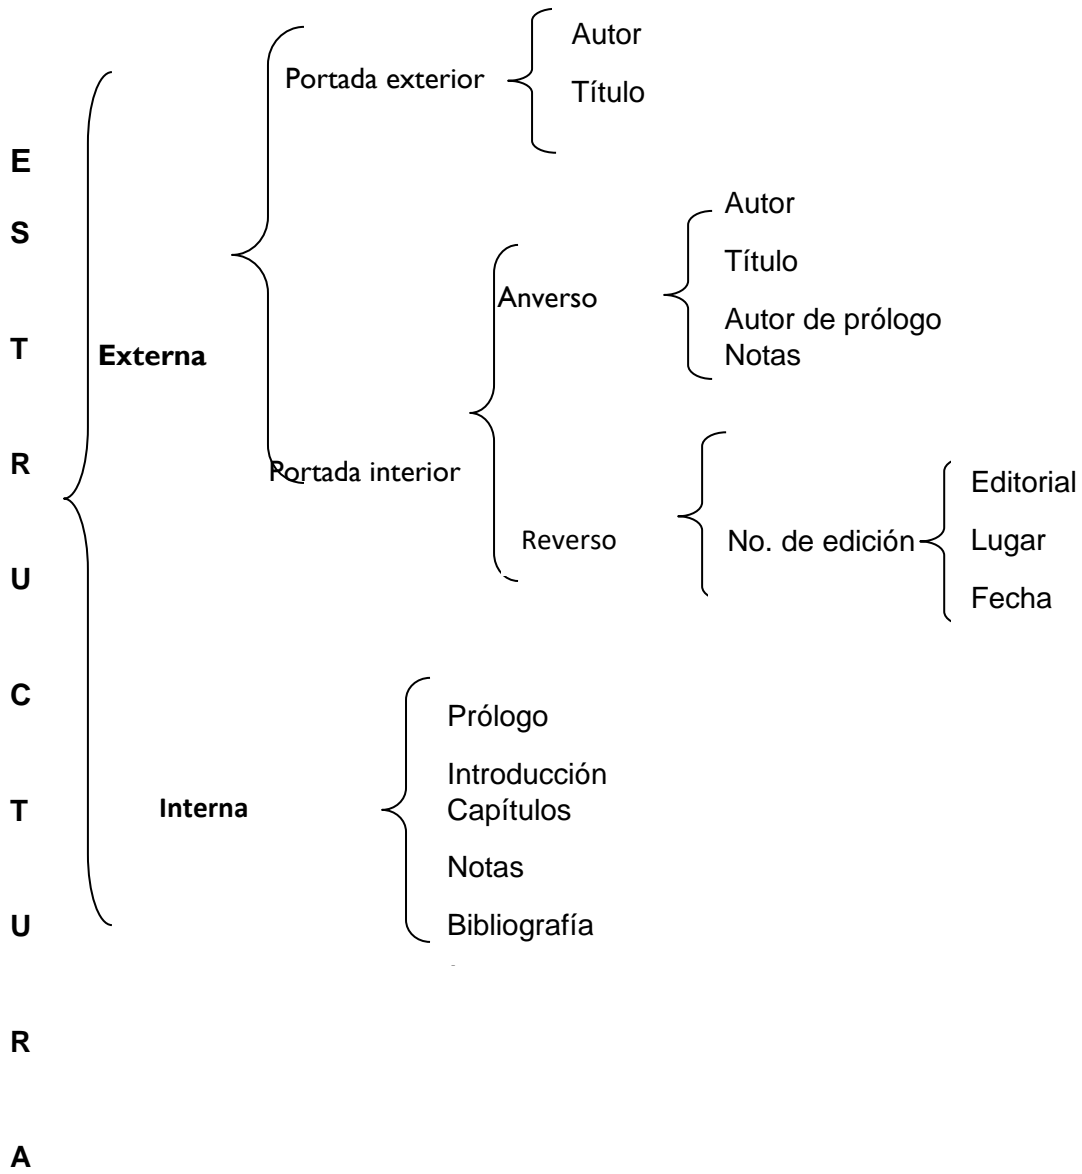 E
S
T
R
U
C
T
U
R
A
Externa
Portada exterior
Autor
Título
Portada interior
Anverso
Autor
Título
Autor de prólogo
Notas
Reverso
No. de edición
Editorial
Lugar
Fecha
Interna
Prólogo
Introducción
Capítulos
Notas
Bibliografía